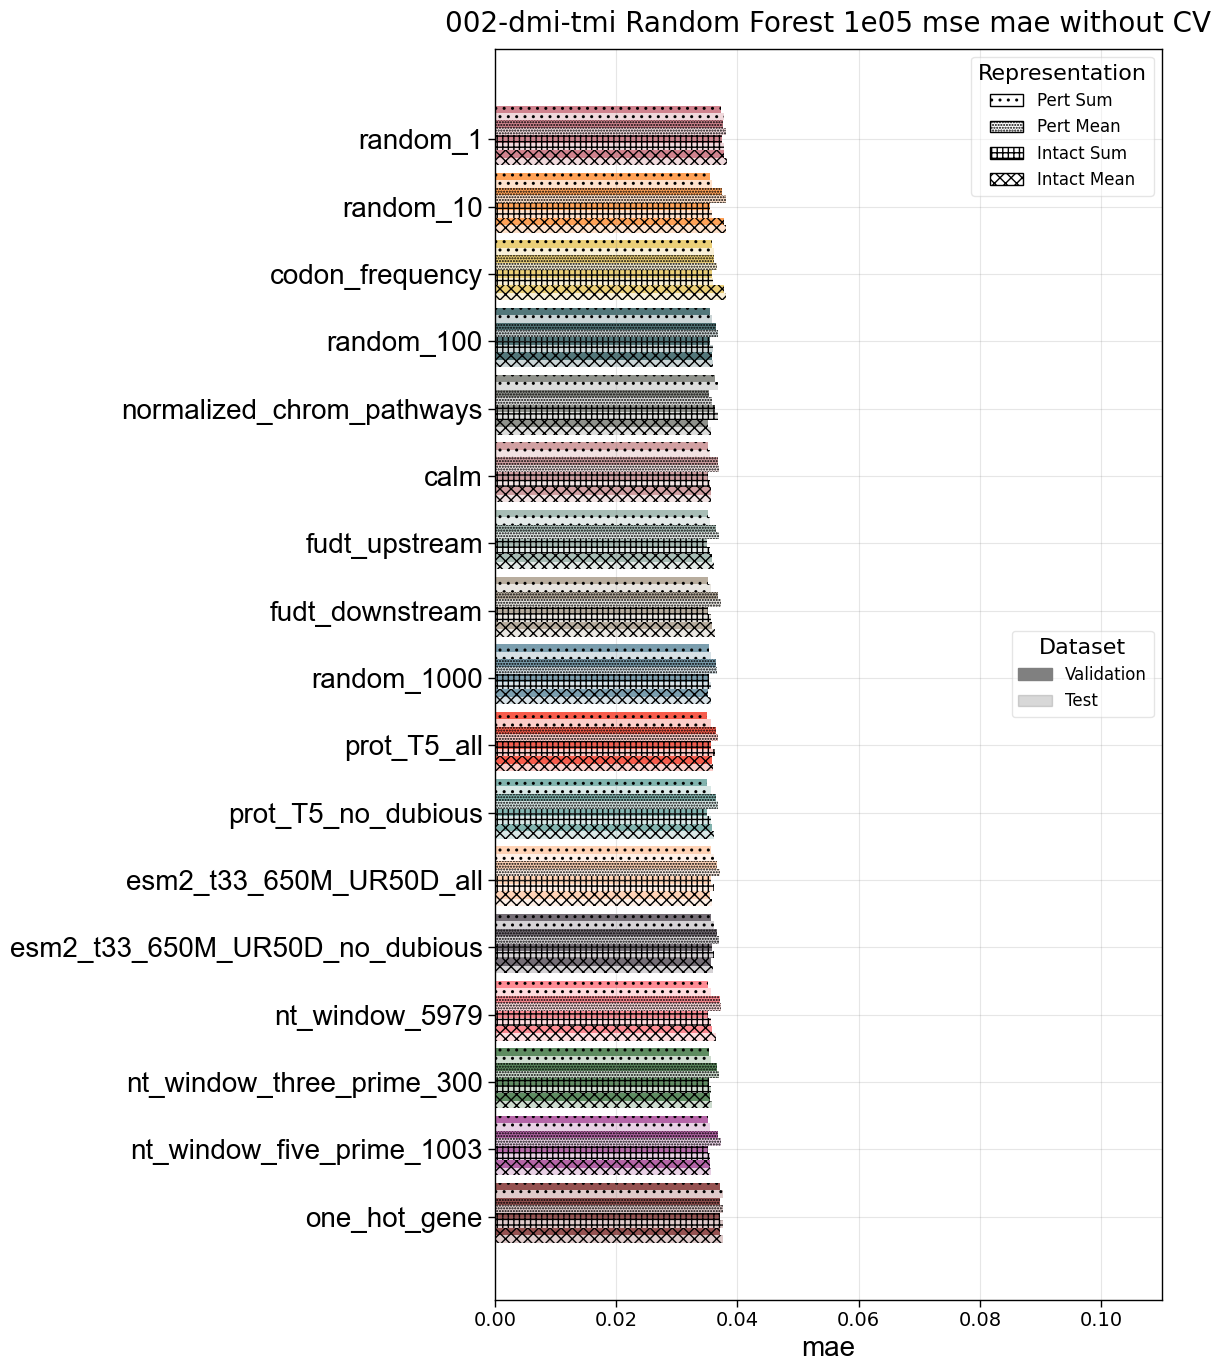 002-dmi-tmi Random Forest 1e05 mse mae without CV
Representation
Pert Sum
Pert Mean
Intact Sum
Intact Mean
random_1
random_10
codon_frequency
random_100
normalized_chrom_pathways
calm
fudt_upstream
fudt_downstream
random_1000
prot_T5_all
prot_T5_no_dubious
esm2_t33_650M_UR50D_all
esm2_t33_650M_UR50D_no_dubious
nt_window_5979
nt_window_three_prime_300
nt_window_five_prime_1003
one_hot_gene
Dataset
Validation
Test
0.00 0.02 0.04 0.06 0.08 0.10
mae